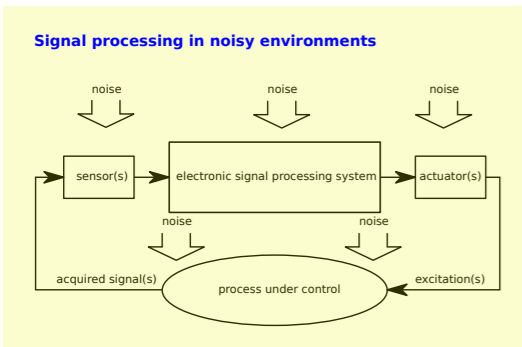 Signal processing in noisy environments
noise
noise
noise
sensor(s)
electronic signal processing system
actuator(s)
noise
noise
acquired signal(s)
process under control
excitation(s)